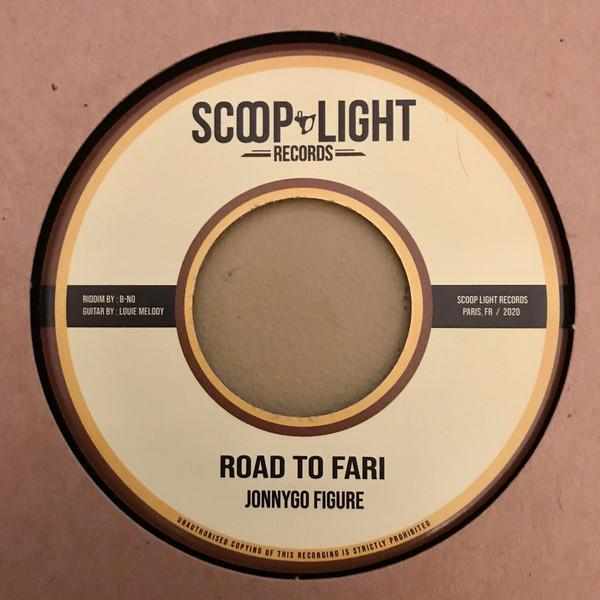 SCOOP LIGHT
RECORDS
RIDDIM BY : B-NO
GUITAR BY : LOUIE MELODY
SCOOP LIGHT RECORDS
PARIS, FR / 2020
ROAD TO FARI
JONNYGO FIGURE
UNAUTHORISED COPYING OF THIS RECORDING IS STRICTLY PROHIBITED